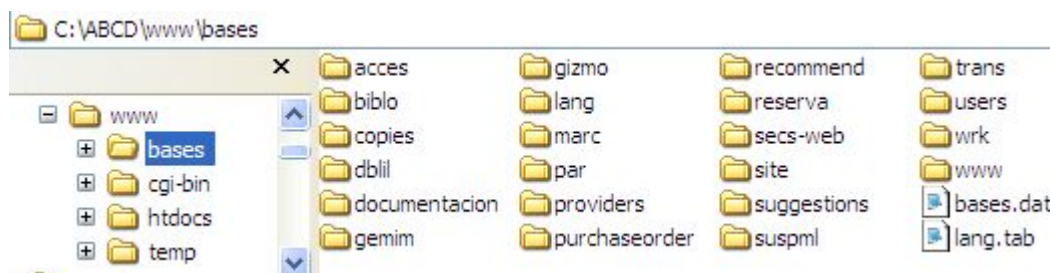 C:\ABCD\www\bases
www
bases
cgi-bin
htdocs
temp
acces
biblo
copies
dblil
documentacion
gemim
gizmo
lang
marc
par
providers
purchaseorder
recommend
reserva
secs-web
site
suggestions
suspml
trans
users
wrk
www
bases.dat
lang.tab